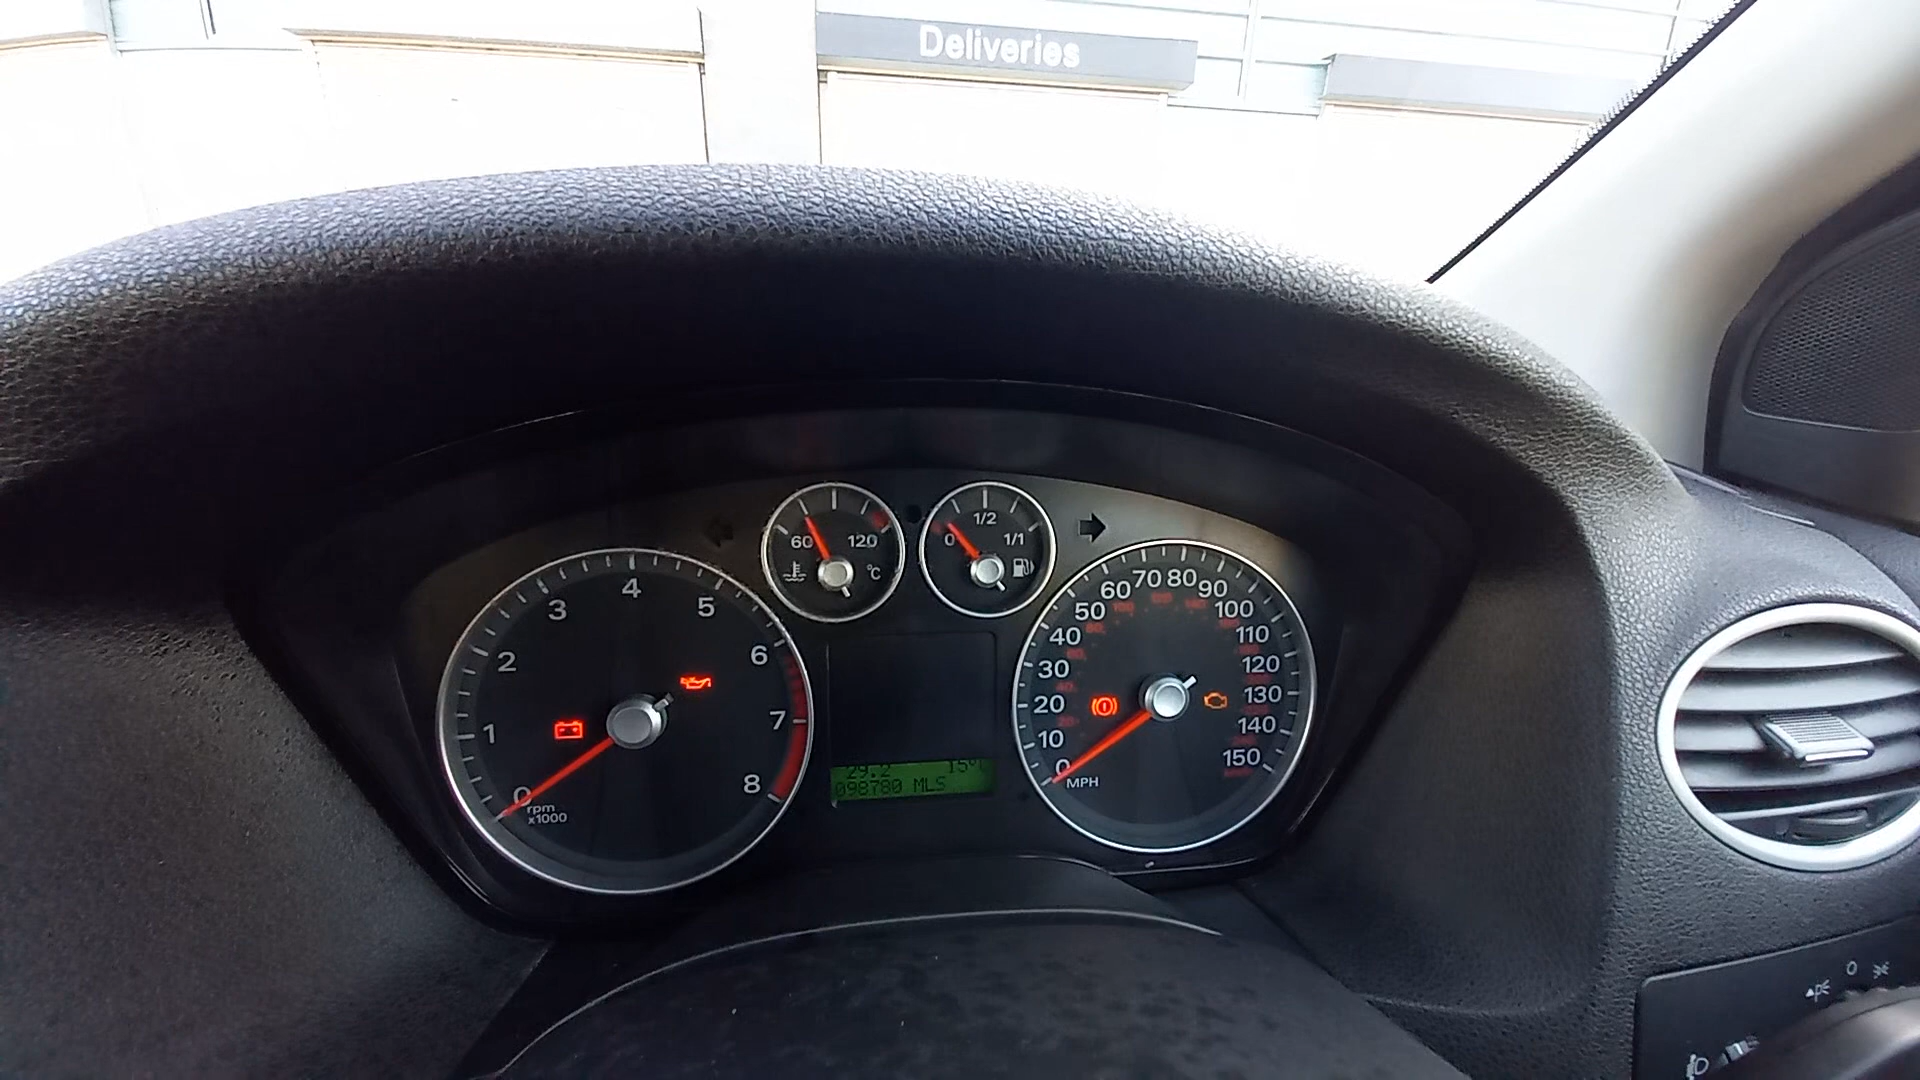 Deliveries
60 120 °C
0 1/2 1/1
0 1 2 3 4 5 6 7 8
rpm
x1000
0 10 20 30 40 50 60 70 80 90 100 110 120 130 140 150
MPH
29.2 15°C
098780 MLS
0